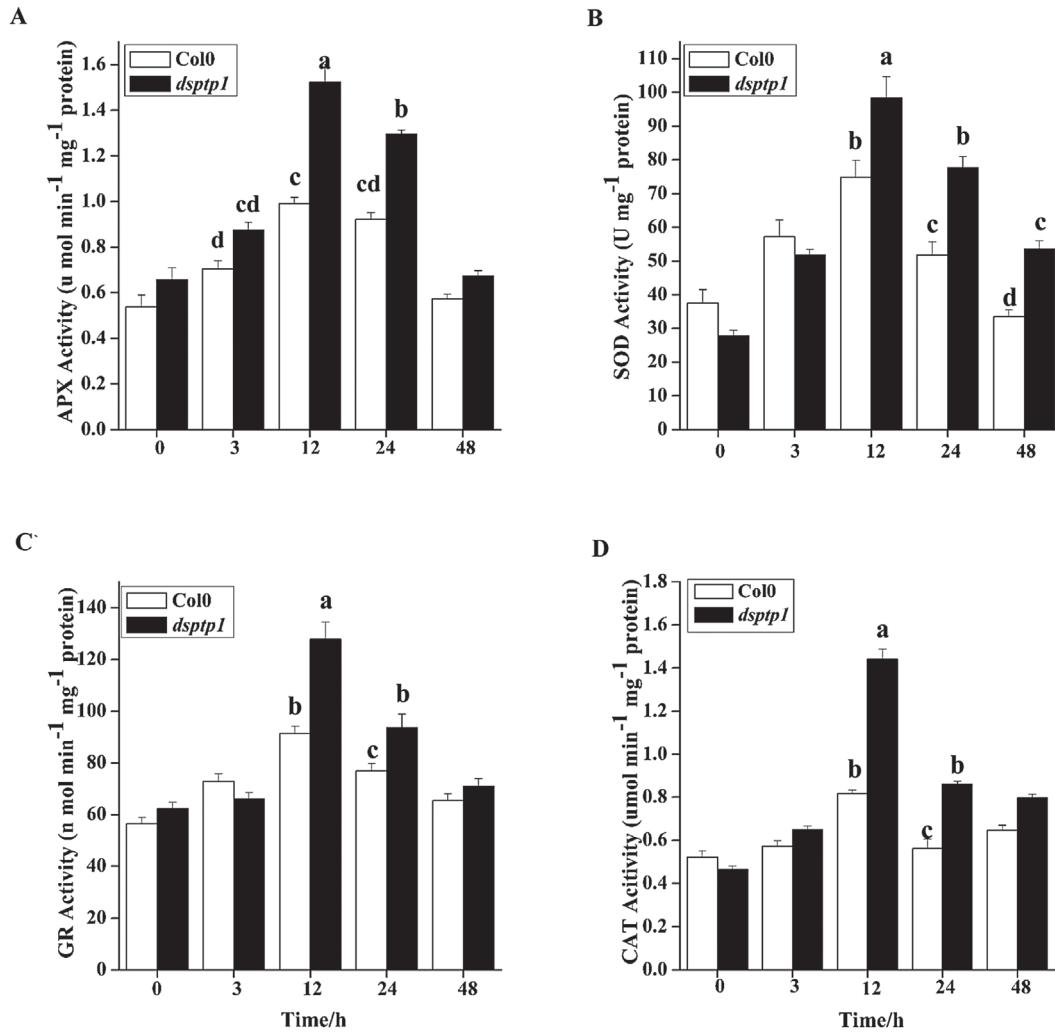 A
Col0
dsptp1
APX Activity (u mol min-1 mg-1 protein)
1.6
1.4
1.2
1.0
0.8
0.6
0.4
0.2
0.0
d
cd
c
a
cd
b
0 3 12 24 48
B
Col0
dsptp1
SOD Activity (U mg-1 protein)
110
100
90
80
70
60
50
40
30
20
10
0
b
a
c
b
d
c
0 3 12 24 48
C`
Col0
dsptp1
GR Activity (n mol min-1 mg-1 protein)
140
120
100
80
60
40
20
0
b
a
c
b
0 3 12 24 48
Time/h
D
Col0
dsptp1
CAT Acitivity (umol min-1 mg-1 protein)
1.8
1.6
1.4
1.2
1.0
0.8
0.6
0.4
0.2
0.0
b
a
c
b
0 3 12 24 48
Time/h